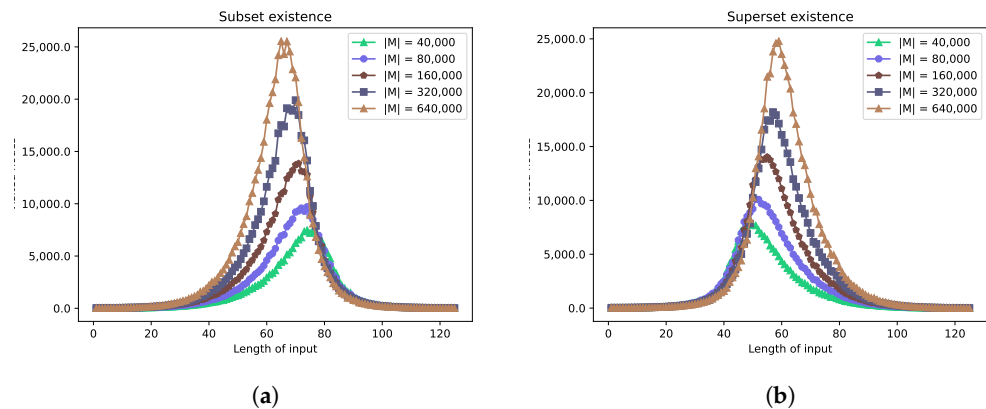 Subset existence
25,000.0
20,000.0
15,000.0
10,000.0
5,000.0
0.0
0 20 40 60 80 100 120
Length of input
|M| = 40,000
|M| = 80,000
|M| = 160,000
|M| = 320,000
|M| = 640,000
(a)
Superset existence
25,000.0
20,000.0
15,000.0
10,000.0
5,000.0
0.0
0 20 40 60 80 100 120
Length of input
|M| = 40,000
|M| = 80,000
|M| = 160,000
|M| = 320,000
|M| = 640,000
(b)